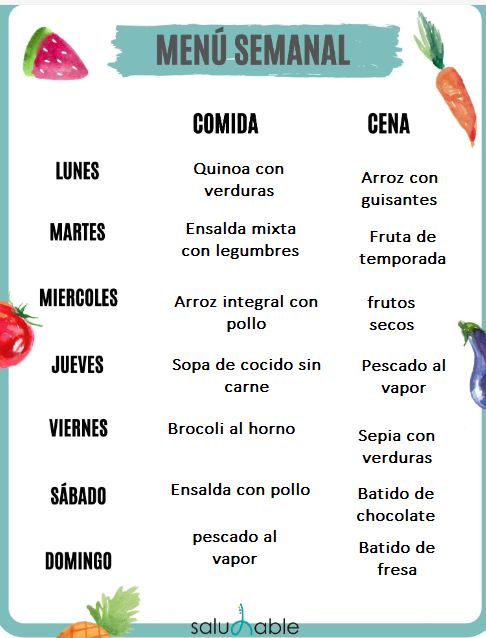 MENÚ SEMANAL
COMIDA CENA
LUNES
Quinoa con
verduras
Arroz con
guisantes
MARTES
Ensalda mixta
con legumbres
Fruta de
temporada
MIERCOLES
Arroz integral con
pollo
frutos
secos
JUEVES
Sopa de cocido sin
carne
Pescado al
vapor
VIERNES
Brocoli al horno
Sepia con
verduras
SÁBADO
Ensalda con pollo
Batido de
chocolate
DOMINGO
pescado al
vapor
Batido de
fresa
saludable